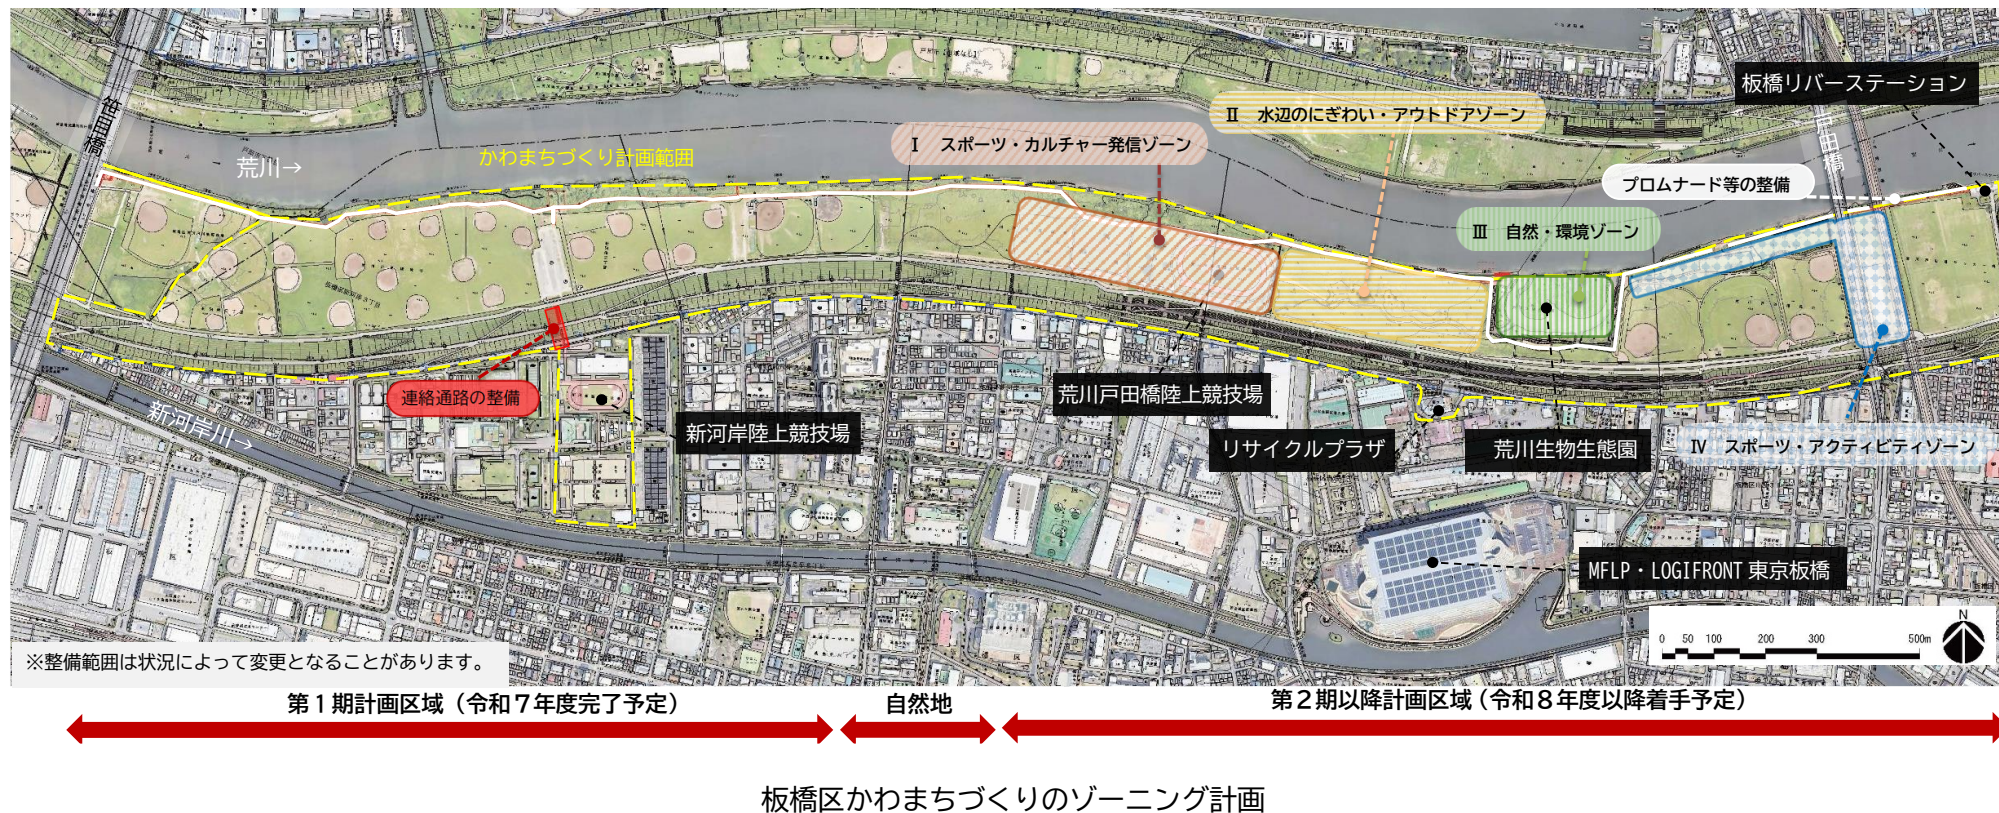 板橋リバーステーション
笹目橋
Ⅱ 水辺のにぎわい・アウトドアゾーン
戸田橋
Ⅰ スポーツ・カルチャー発信ゾーン
かわまちづくり計画範囲
荒川→
プロムナード等の整備
Ⅲ 自然・環境ゾーン
連絡通路の整備
荒川戸田橋陸上競技場
新河岸川→
新河岸陸上競技場
リサイクルプラザ
荒川生物生態園
Ⅳ スポーツ・アクティビティゾーン
MFLP・LOGIFRONT 東京板橋
N
0 50 100 200 300 500m
※整備範囲は状況によって変更となることがあります。
第1期計画区域（令和7年度完了予定）
自然地
第2期以降計画区域（令和8年度以降着手予定）
板橋区かわまちづくりのゾーニング計画